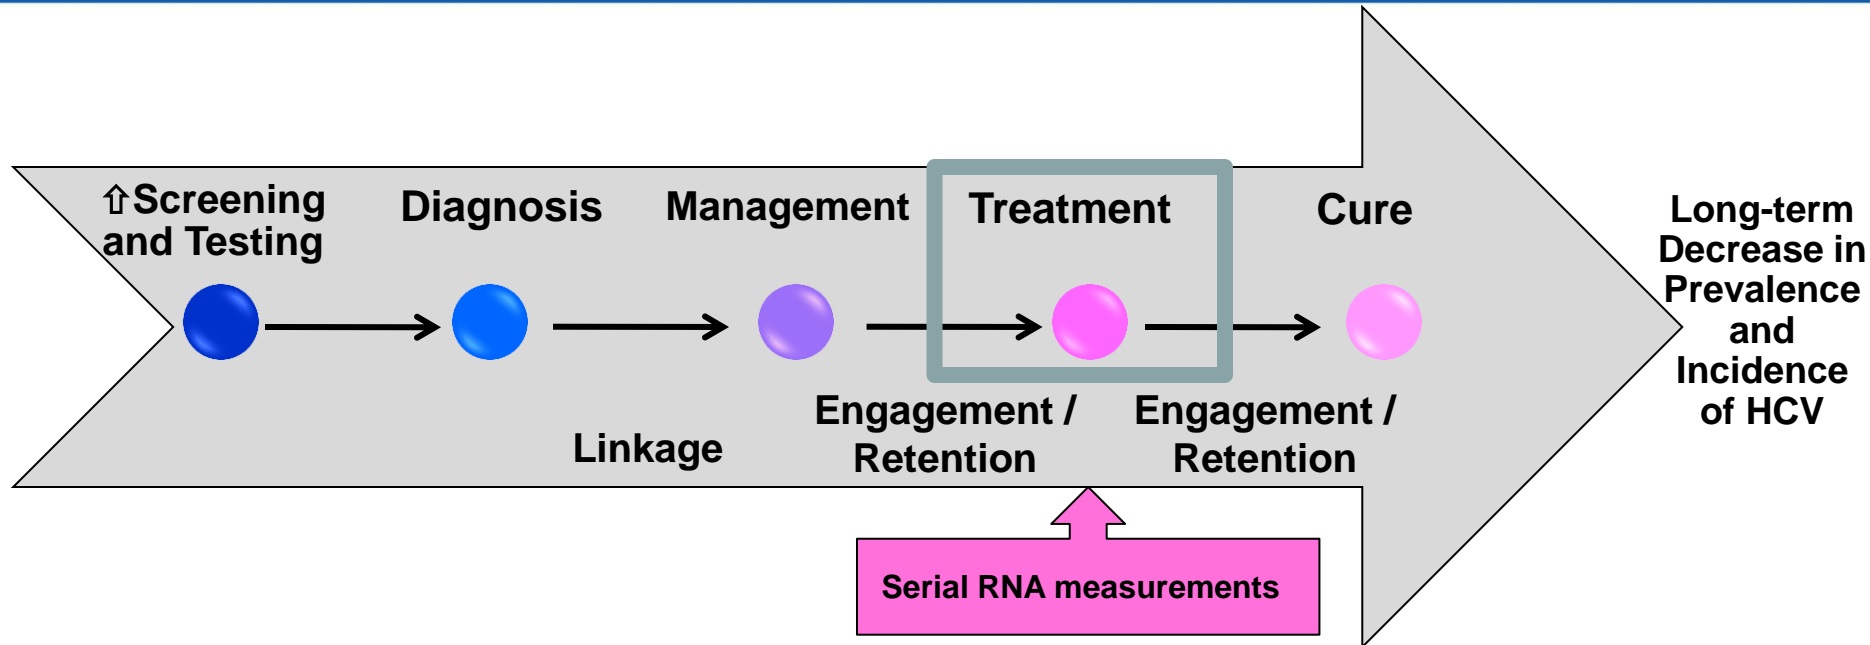 ⇧Screening
and Testing
Diagnosis
Management
Treatment
Cure
Linkage
Engagement /
Retention
Engagement /
Retention
Serial RNA measurements
Long-term
Decrease in
Prevalence
and
Incidence
of HCV